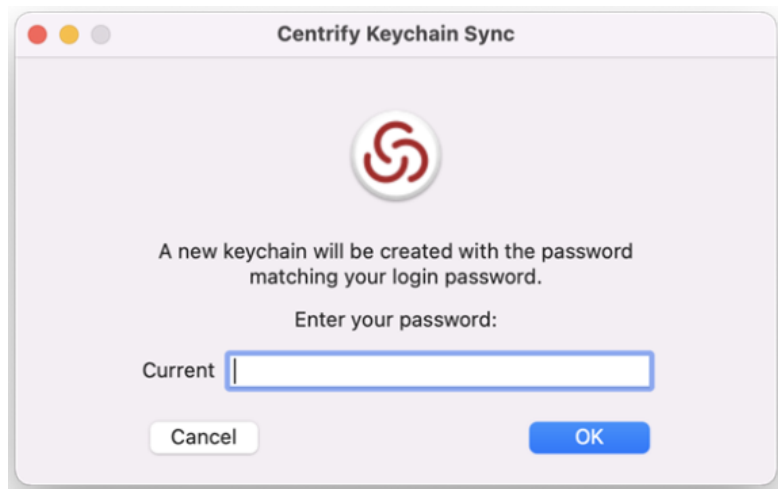 Centrify Keychain Sync
A new keychain will be created with the password
matching your login password.
Enter your password:
Current
Cancel
OK